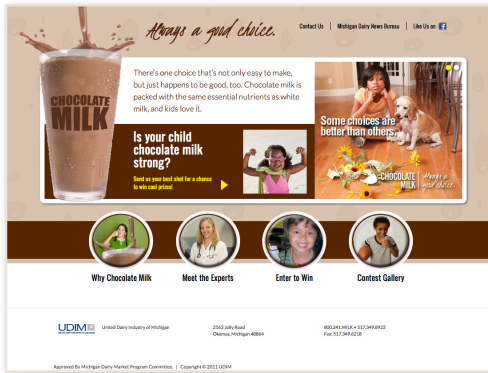 Always a good choice.
Contact Us | Michigan Dairy News Bureau | Like Us on f
There's one choice that's not only easy to make,
but just happens to be good, too. Chocolate milk is
packed with the same essential nutrients as white
milk, and kids love it.
CHOCOLATE
MILK
Is your child
chocolate milk
strong?
Send us your best shot for a chance
to win cool prizes!
Some choices are
better than others.
CHOCOLATE
MILK
Always a
good choice.
Why Chocolate Milk
Meet the Experts
Enter to Win
Contest Gallery
UDIM
United Dairy Industry of Michigan
2163 Jolly Road
Okemos, Michigan 48864
800.241.MILK • 517.349.8923
Fax: 517.349.6218
Approved By Michigan Dairy Market Program Committee. | Copyright © 2011 UDIM